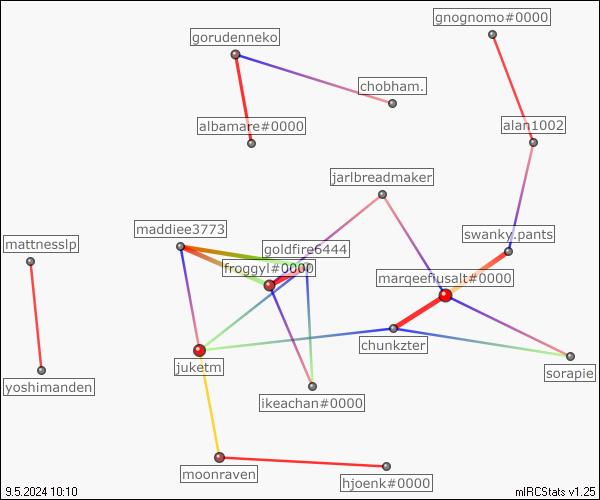 gnognomo#0000
gorudenneko
chobham.
albamare#0000
alan1002
jarlbreadmaker
maddiee3773
swanky.pants
mattnesslp
goldfire6444
froggyl#0000
marqeefusalt#0000
chunkzter
juketm
sorapie
yoshimanden
ikeachan#0000
moonraven
hjoenk#0000
9.5.2024 10:10
mIRCStats v1.25